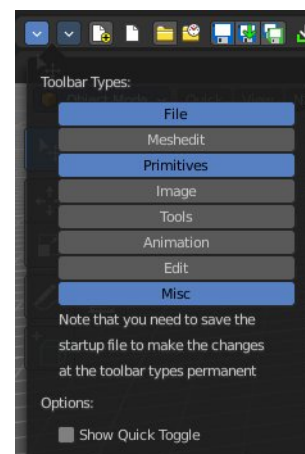 Toolbar Types:
File
Meshedit
Primitives
Image
Tools
Animation
Edit
Misc
Note that you need to save the
startup file to make the changes
at the toolbar types permanent
Options:
Show Quick Toggle